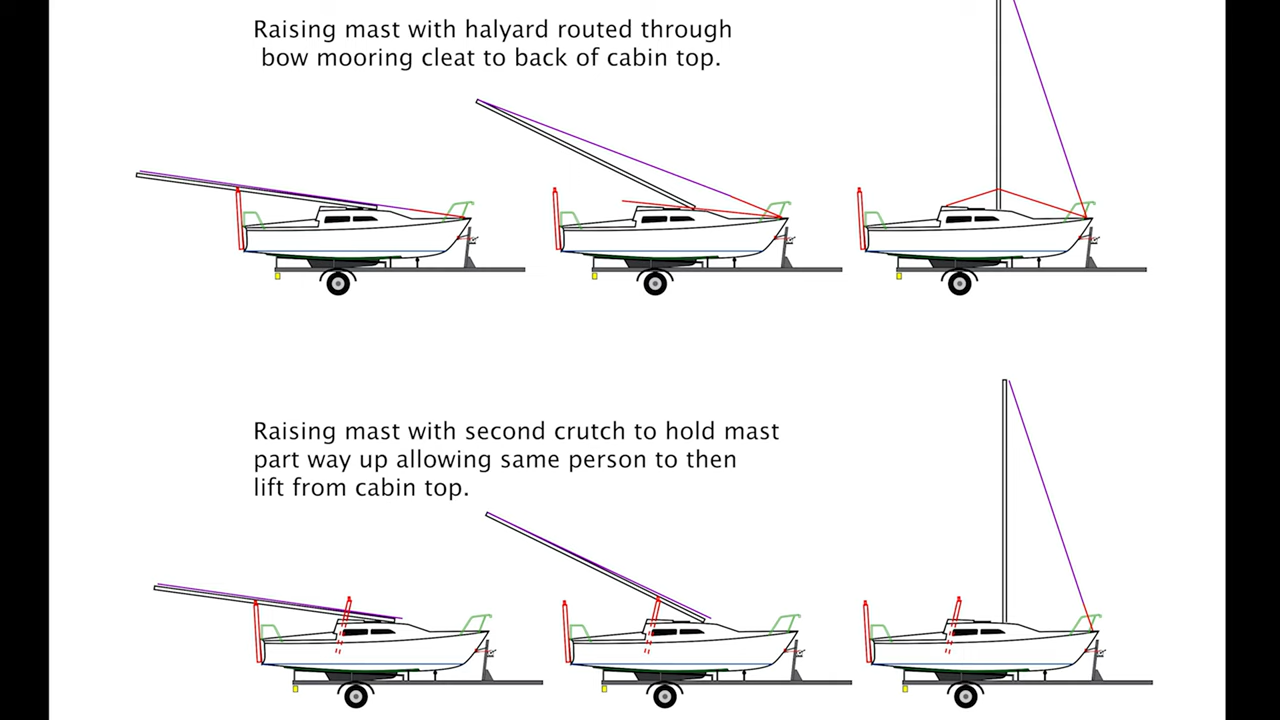 Raising mast with halyard routed through
bow mooring cleat to back of cabin top.
Raising mast with second crutch to hold mast
part way up allowing same person to then
lift from cabin top.